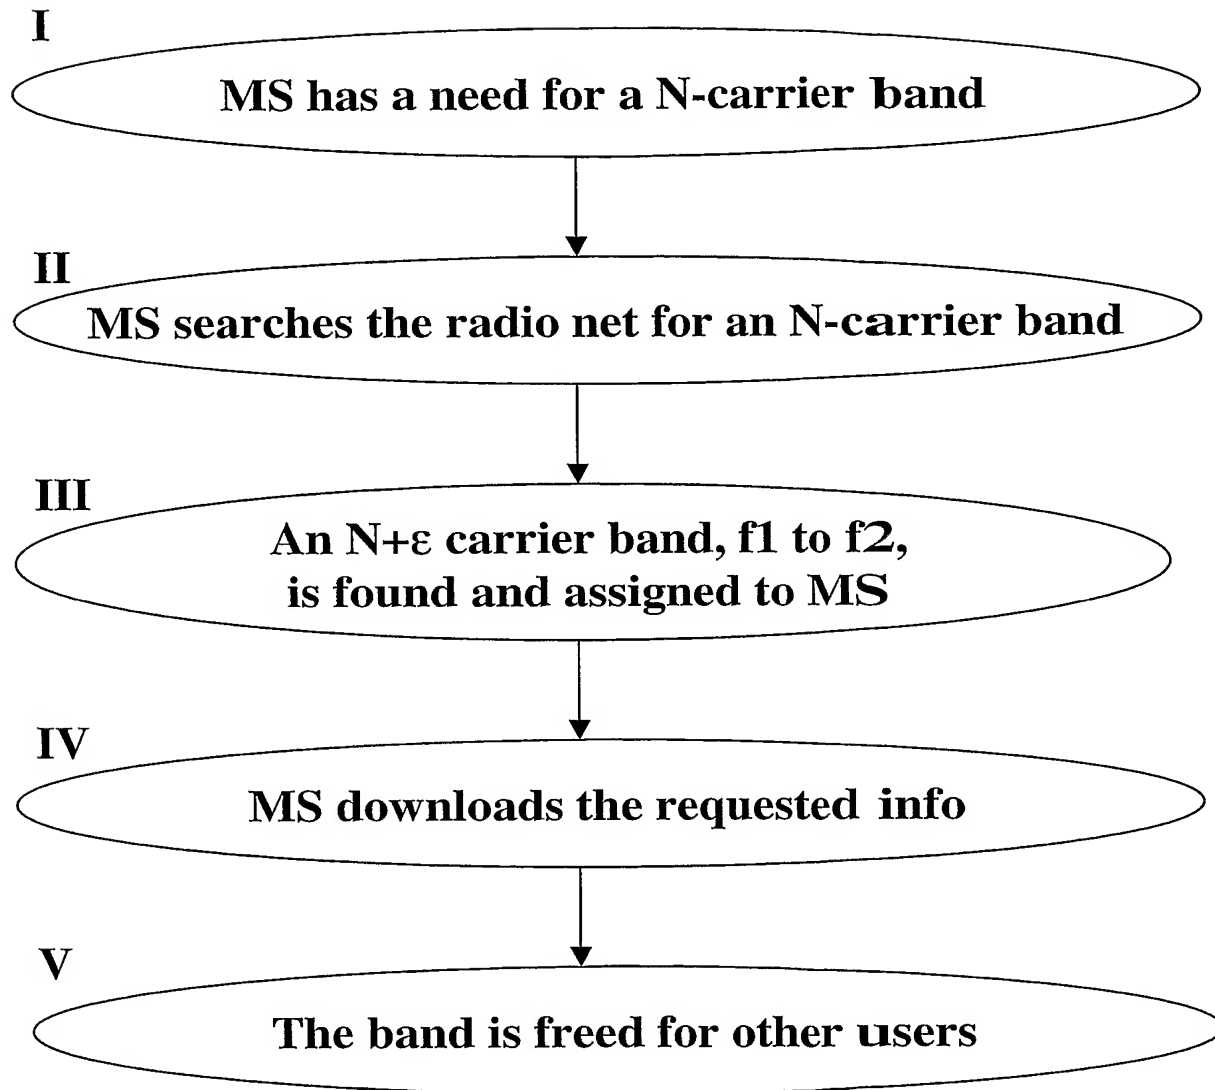 I
MS has a need for a N-carrier band
II
MS searches the radio net for an N-carrier band
III
An N+ε carrier band, f1 to f2,
is found and assigned to MS
IV
MS downloads the requested info
V
The band is freed for other users